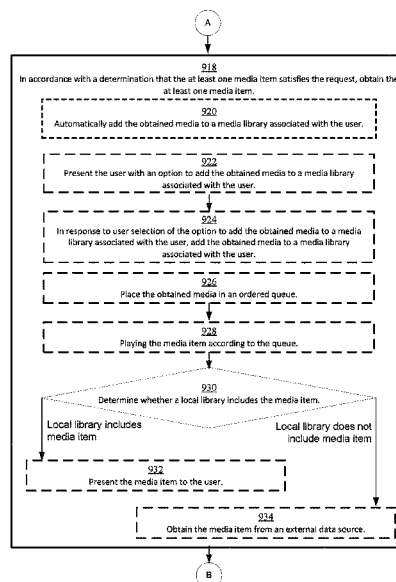 A
918
In accordance with a determination that the at least one media item satisfies the request, obtain the
at least one media item.
920
Automatically add the obtained media to a media library associated with the user.
922
Present the user with an option to add the obtained media to a media library
associated with the user.
924
In response to user selection of the option to add the obtained media to a media
library associated with the user, add the obtained media to a media library
associated with the user.
926
Place the obtained media in an ordered queue.
928
Playing the media item according to the queue.
930
Determine whether a local library includes the media item.
Local library includes
media item
Local library does not
include media item
932
Present the media item to the user.
934
Obtain the media item from an external data source.
B